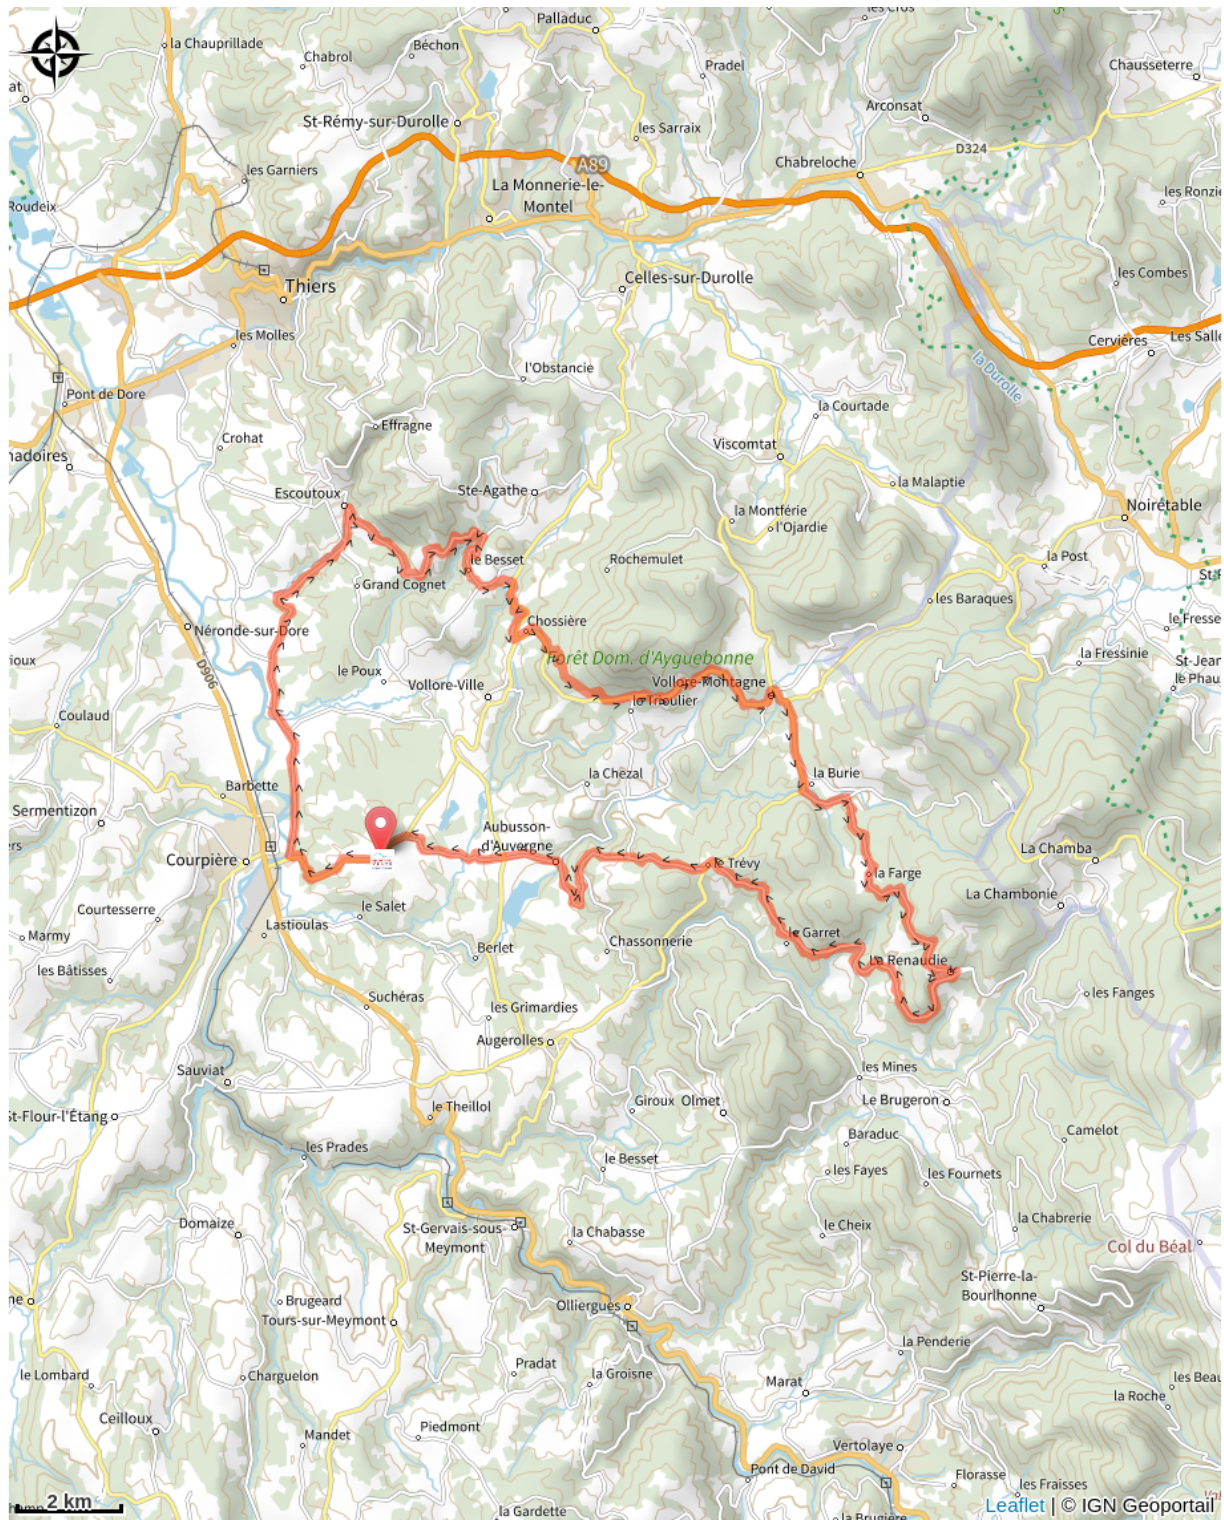 Palladuc
les Cros
la Chauprillade
Béchon
Chabrol
Pradel
Chausseterre
Arconsat
St-Rémy-sur-Durolle
les Sarraix
D324
A89
Chabreloche
les Garniers
La Monnerie-le-
Montel
Roudeix
les Combes
Thiers
Celles-sur-Durolle
les Molles
Cervières
Les Salle
la Durolle
l'Obstancie
Pont de Dore
la Courtade
Effragne
Crohat
Viscomtat
la Malaptie
Ste-Agathe
Escoutoux
la Montférie
l'Ojardie
Noirétable
le Besset
Rochemulet
la Post
Grand Cognet
les Baraques
Chossière
Néronde-sur-Dore
Forêt Dom. d'Ayguebonne
la Fressinie
St-Jean
le Phau
D906
le Poux
Vollore-Ville
Vollore-Montagne
le Trioulier
Coulaud
la Chezal
la Burie
Barbette
Sermentizon
Aubusson-
d'Auvergne
Courpière
La Chamba
le Trévy
la Farge
La Chambonie
Courtesserre
le Salet
Lastioulas
Marmy
Berlet
Chassonnerie
le Garret
La Renaudie
les Bâtisses
Suchéras
les Grimardies
les Fanges
Augerolles
Sauviat
les Mines
Le Brugeron
St-Flour-l'Étang
le Theillol
Giroux
Olmet
Baraduc
Camelot
les Prades
le Besset
les Fayes
les Fournets
Domaize
St-Gervais-sous-
Meymont
la Chabasse
le Cheix
la Chabrerie
Col du Béal
St-Pierre-la-
Bourlhonne
Brugeard
Tours-sur-Meymont
Olliergues
la Penderie
le Lombard
Charguelon
Pradat
la Groisne
Marat
les Beau
la Roche
Ceilloux
Mandet
Piedmont
Vertolaye
Pont de David
Florasse
les Fraisses
2 km
la Gardette
la Brugière
Leaflet | © IGN Geoportail